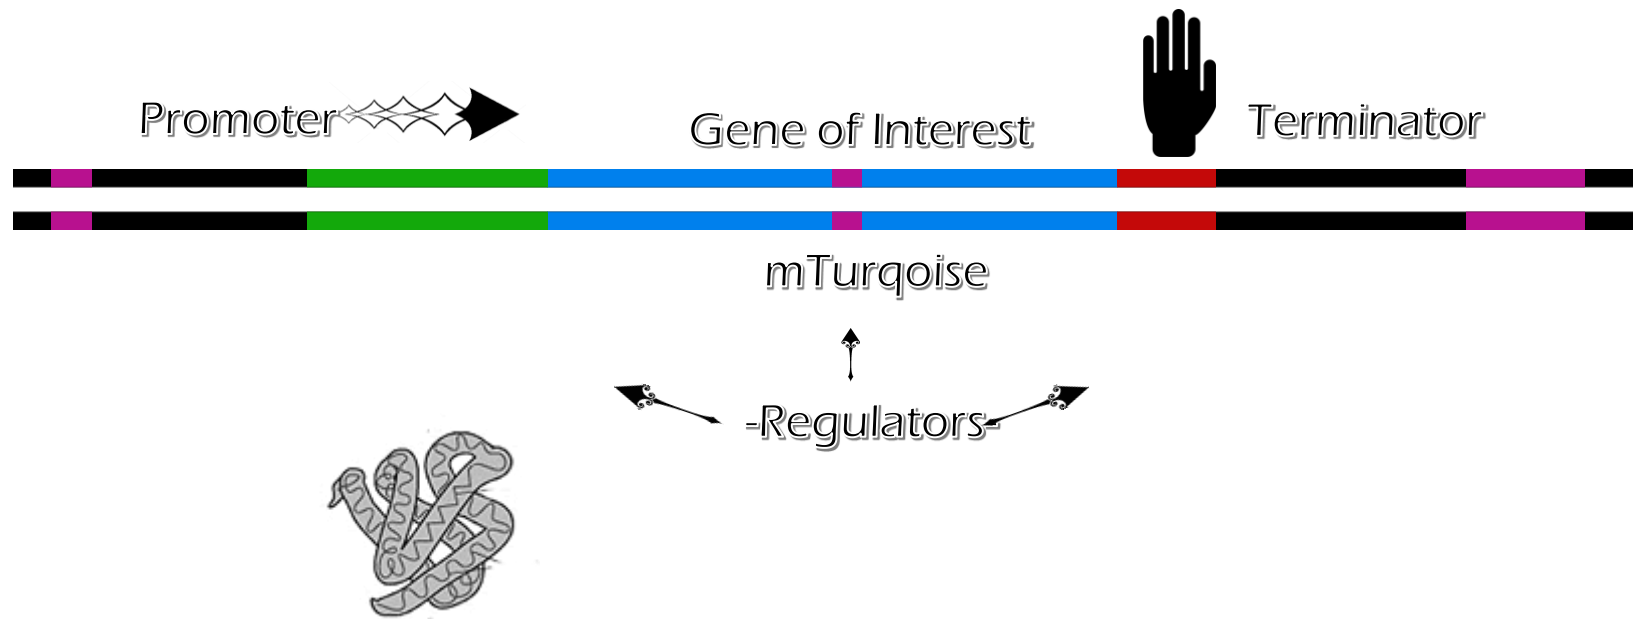 Promoter
Gene of Interest
Terminator
mTurqoise
-Regulators-